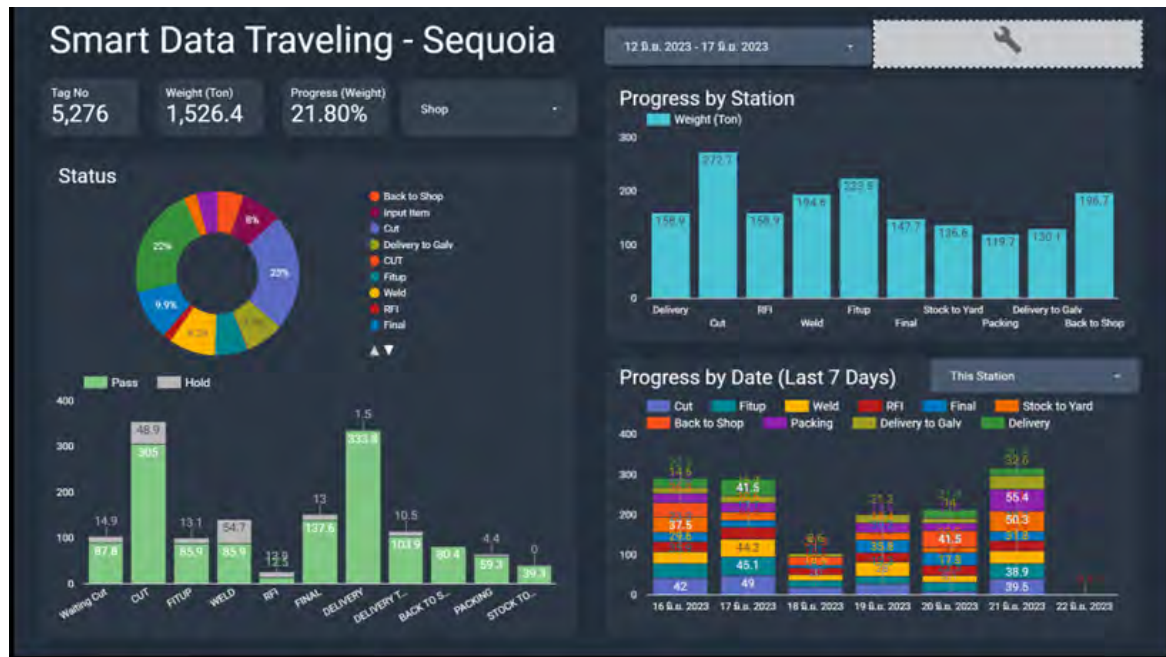 Smart Data Traveling - Sequoia
12 มิ.ย. 2023 - 17 มิ.ย. 2023
Tag No
5,276
Weight (Ton)
1,526.4
Progress (Weight)
21.80%
Shop
Status
8%
23%
9.9%
22%
Back to Shop
Input Item
Cut
Delivery to Galv
CUT
Fitup
Weld
RFI
Final
Pass
Hold
400
300
200
100
0
14.9
87.8
48.9
305
13.1
85.9
54.7
85.9
12.5
13
137.6
1.5
333.8
10.5
103.9
80.4
4.4
59.3
0
39.3
Waiting Cut
CUT
FITUP
WELD
RFI
FINAL
DELIVERY
DELIVERY T...
BACK TO S...
PACKING
STOCK TO...
Progress by Station
Weight (Ton)
300
200
100
0
158.9
272.7
158.9
194.6
147.7
136.8
119.7
130.1
196.7
Delivery
Cut
RFI
Weld
Fitup
Final
Stock to Yard
Packing
Delivery to Galv
Back to Shop
Progress by Date (Last 7 Days)
This Station
Cut
Fitup
Weld
RFI
Final
Stock to Yard
Back to Shop
Packing
Delivery to Galv
Delivery
400
300
200
100
0
37.5
42
41.5
44.2
45.1
49
35.8
41.5
55.4
50.3
38.9
39.5
16 มิ.ย. 2023
17 มิ.ย. 2023
18 มิ.ย. 2023
19 มิ.ย. 2023
20 มิ.ย. 2023
21 มิ.ย. 2023
22 มิ.ย. 2023